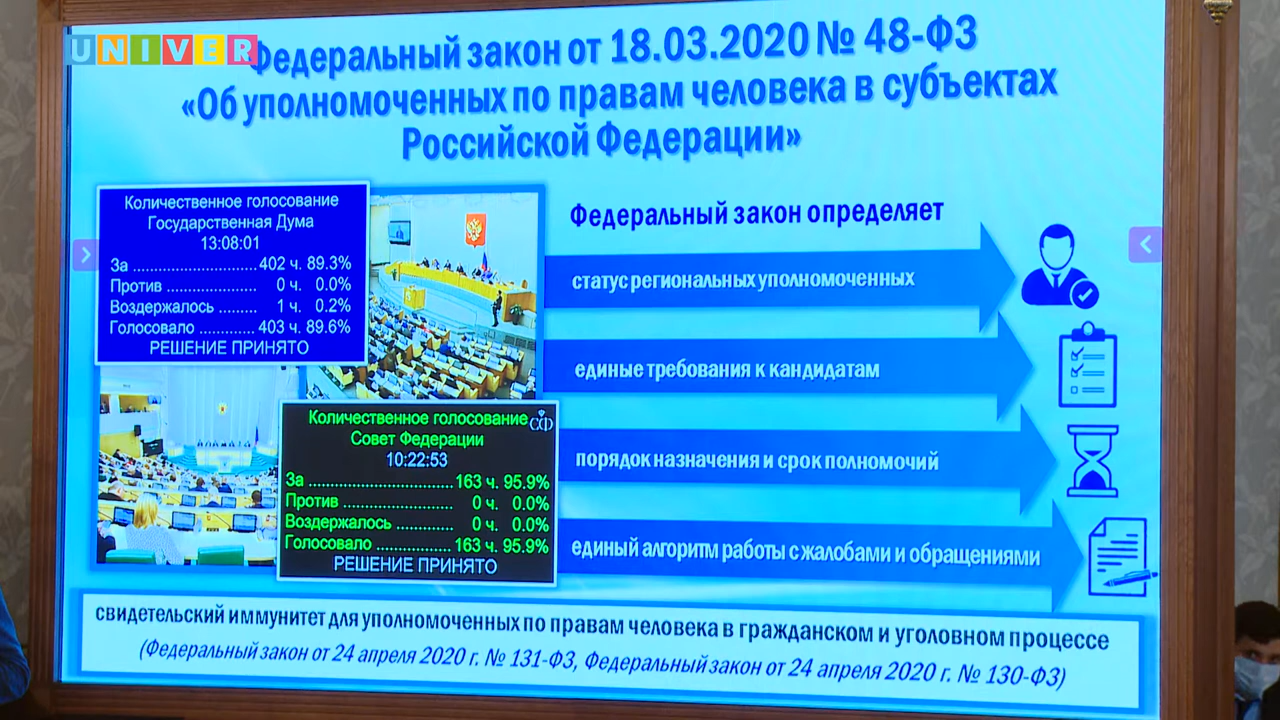 UNIVER
Федеральный закон от 18.03.2020 № 48-ФЗ
«Об уполномоченных по правам человека в субъектах
Российской Федерации»
Количественное голосование
Государственная Дума
13:08:01
За ............................402 ч. 89.3%
Против .................... 0 ч. 0.0%
Воздержалось ......... 1 ч. 0.2%
Голосовало ............ 403 ч. 89.6%
РЕШЕНИЕ ПРИНЯТО
Количественное голосование
СФ
Совет Федерации
10:22:53
За ................................163 ч. 95.9%
Против ........................ 0 ч. 0.0%
Воздержалось ............ 0 ч. 0.0%
Голосовало ................ 163 ч. 95.9%
РЕШЕНИЕ ПРИНЯТО
Федеральный закон определяет
статус региональных уполномоченных
единые требования к кандидатам
порядок назначения и срок полномочий
единый алгоритм работы с жалобами и обращениями
свидетельский иммунитет для уполномоченных по правам человека в гражданском и уголовном процессе
(Федеральный закон от 24 апреля 2020 г. № 131-ФЗ, Федеральный закон от 24 апреля 2020 г. № 130-ФЗ)